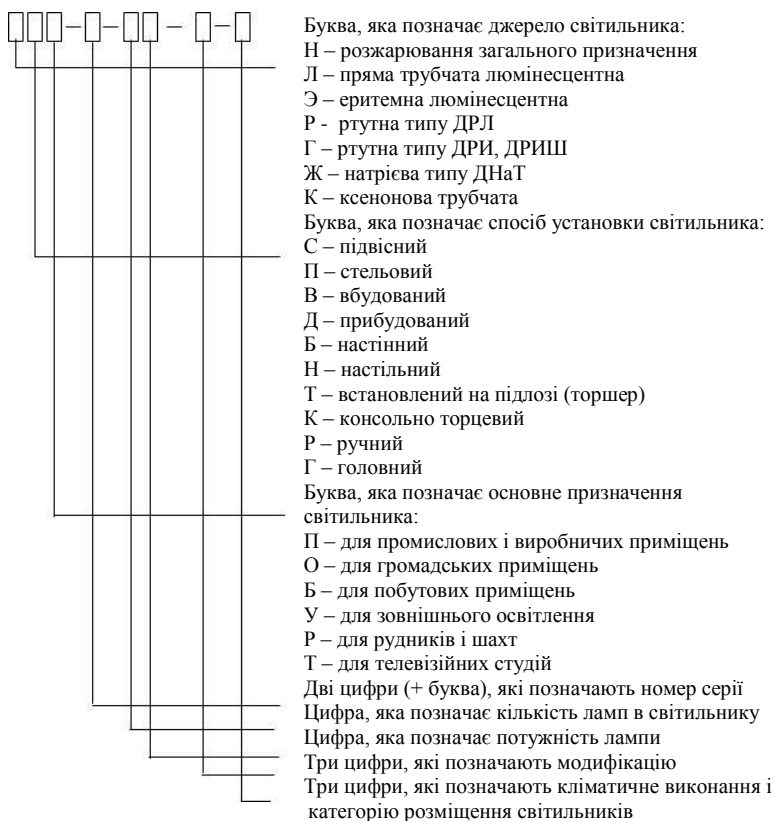 Буква, яка позначає джерело світильника:
Н – розжарювання загального призначення
Л – пряма трубчата люмінесцентна
Э – еритемна люмінесцентна
Р - ртутна типу ДРЛ
Г – ртутна типу ДРИ, ДРИШ
Ж – натрієва типу ДНаТ
К – ксенонова трубчата
Буква, яка позначає спосіб установки світильника:
С – підвісний
П – стельовий
В – вбудований
Д – прибудований
Б – настінний
Н – настільний
Т – встановлений на підлозі (торшер)
К – консольно торцевий
Р – ручний
Г – головний
Буква, яка позначає основне призначення
світильника:
П – для промислових і виробничих приміщень
О – для громадських приміщень
Б – для побутових приміщень
У – для зовнішнього освітлення
Р – для рудників і шахт
Т – для телевізійних студій
Дві цифри (+ буква), які позначають номер серії
Цифра, яка позначає кількість ламп в світильнику
Цифра, яка позначає потужність лампи
Три цифри, які позначають модифікацію
Три цифри, які позначають кліматичне виконання і
категорію розміщення світильників